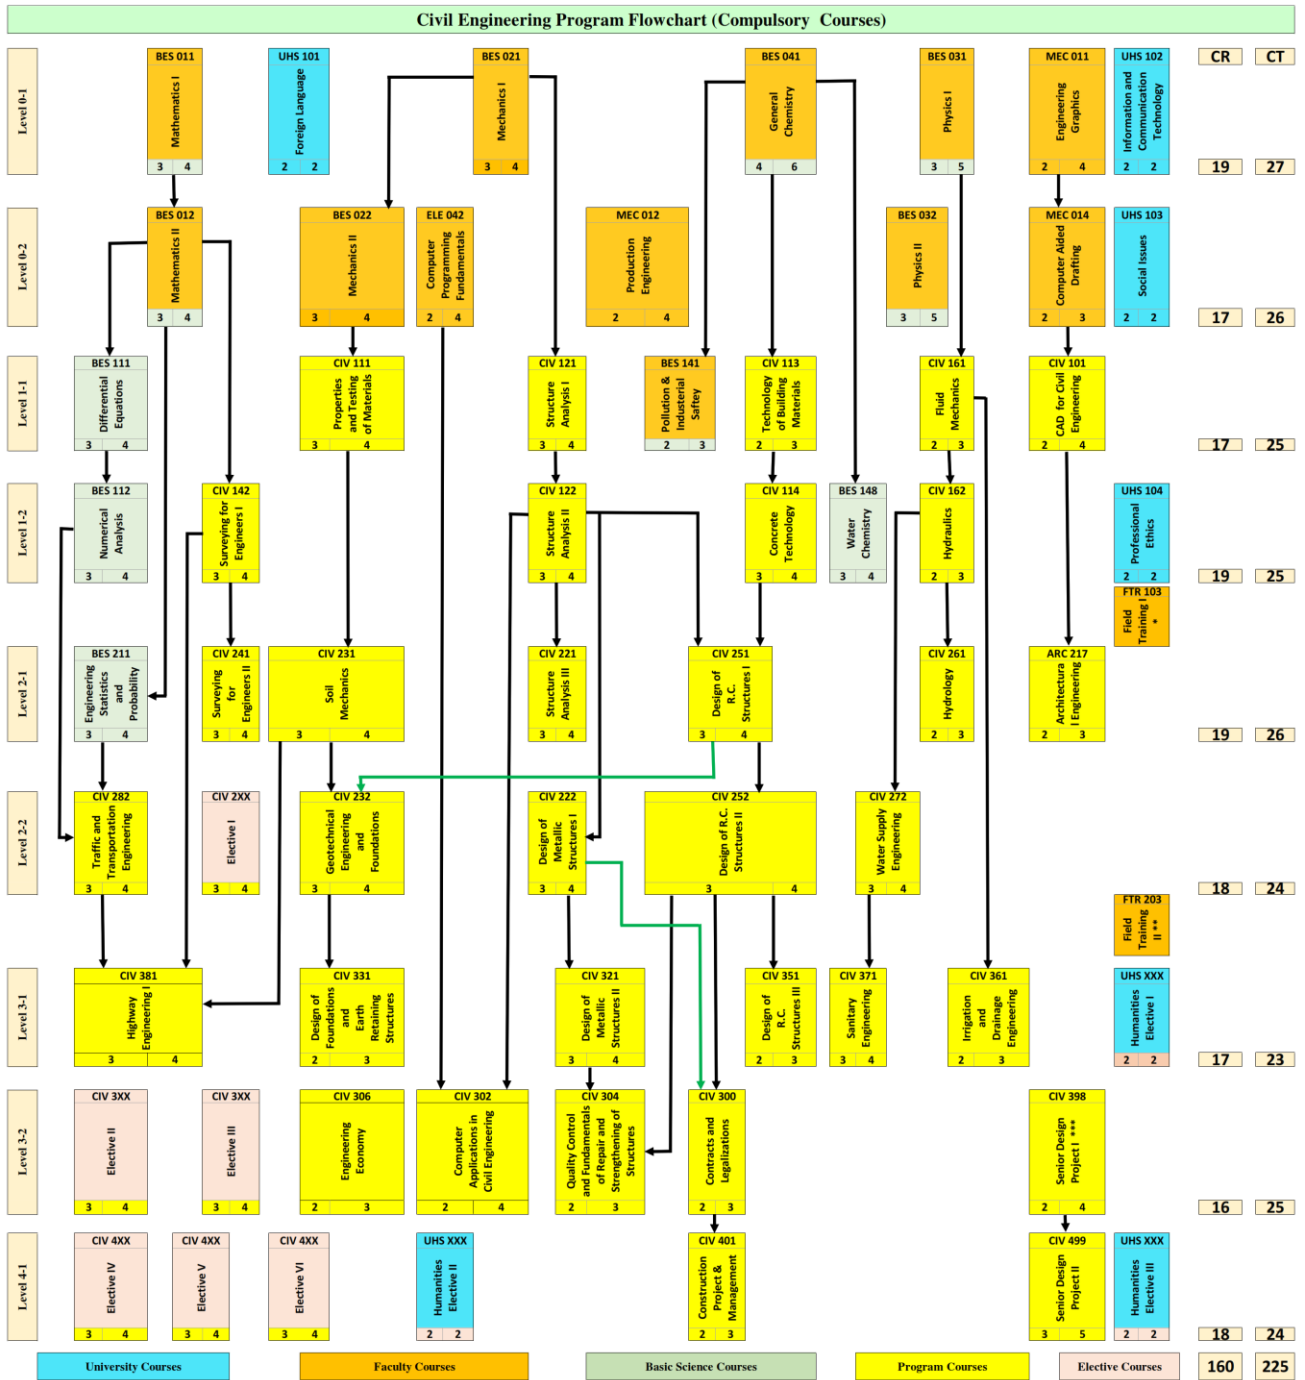 Civil Engineering Program Flowchart (Compulsory Courses)
Level 0-1
BES 011
Mathematics I
3 4
UHS 101
Foreign Language
2 2
BES 021
Mechanics I
3 4
BES 041
General
Chemistry
4 6
BES 031
Physics I
3 5
MEC 011
Engineering
Graphics
2 4
UHS 102
Information and
Communication
Technology
2 2
CR CT
19 27
Level 0-2
BES 012
Mathematics II
3 4
BES 022
Mechanics II
3 4
ELE 042
Computer
Programming
Fundamentals
2 4
MEC 012
Production
Engineering
2 4
BES 032
Physics II
3 5
MEC 014
Computer Aided
Drafting
2 3
UHS 103
Social Issues
2 2
17 26
Level 1-1
BES 111
Differential
Equations
3 4
CIV 111
Properties
and Testing
of Materials
3 4
CIV 121
Structure
Analysis I
3 4
BES 141
Pollution &
Industerial
Saftey
2 3
CIV 113
Technology
of Building
Materials
2 3
CIV 161
Fluid
Mechanics
2 3
CIV 101
CAD for Civil
Engineering
2 4
17 25
Level 1-2
BES 112
Numerical
Analysis
3 4
CIV 142
Surveying for
Engineers I
3 4
CIV 122
Structure
Analysis II
3 4
CIV 114
Concrete
Technology
3 4
BES 148
Water
Chemistry
3 4
CIV 162
Hydraulics
2 3
UHS 104
Professional
Ethics
2 2
19 25
FTR 103
Field
Training I
*
Level 2-1
BES 211
Engineering
Statistics
and
Probability
3 4
CIV 241
Surveying
for
Engineers II
3 4
CIV 231
Soil
Mechanics
3 4
CIV 221
Structure
Analysis III
3 4
CIV 251
Design of
R.C.
Structures I
3 4
CIV 261
Hydrology
2 3
ARC 217
Architectura
l Engineering
2 3
19 26
Level 2-2
CIV 282
Traffic and
Transportation
Engineering
3 4
CIV 2XX
Elective I
3 4
CIV 232
Geotechnical
Engineering
and
Foundations
3 4
CIV 222
Design of
Metallic
Structures I
3 4
CIV 252
Design of R.C.
Structures II
3 4
CIV 272
Water Supply
Engineering
3 4
18 24
FTR 203
Field
Training
II **
Level 3-1
CIV 381
Highway
Engineering I
3 4
CIV 331
Design of
Foundations
and
Earth
Retaining
Structures
2 3
CIV 321
Design of
Metallic
Structures II
3 4
CIV 351
Design of
R.C.
Structures III
2 3
CIV 371
Sanitary
Engineering
3 4
CIV 361
Irrigation
and
Drainage
Engineering
2 3
UHS XXX
Humanities
Elective I
2 2
17 23
Level 3-2
CIV 3XX
Elective II
3 4
CIV 3XX
Elective III
3 4
CIV 306
Engineering
Economy
2 3
CIV 302
Computer
Applications in
Civil Engineering
2 4
CIV 304
Quality Control
and Fundamentals
of Repair and
Strengthening of
Structures
2 3
CIV 300
Contracts and
Legalizations
2 3
CIV 398
Senior Design
Project I ***
2 4
16 25
Level 4-1
CIV 4XX
Elective IV
3 4
CIV 4XX
Elective V
3 4
CIV 4XX
Elective VI
3 4
UHS XXX
Humanities
Elective II
2 2
CIV 401
Construction
Project &
Management
2 3
CIV 499
Senior Design
Project II
3 5
UHS XXX
Humanities
Elective III
2 2
18 24
University Courses
Faculty Courses
Basic Science Courses
Program Courses
Elective Courses
160 225